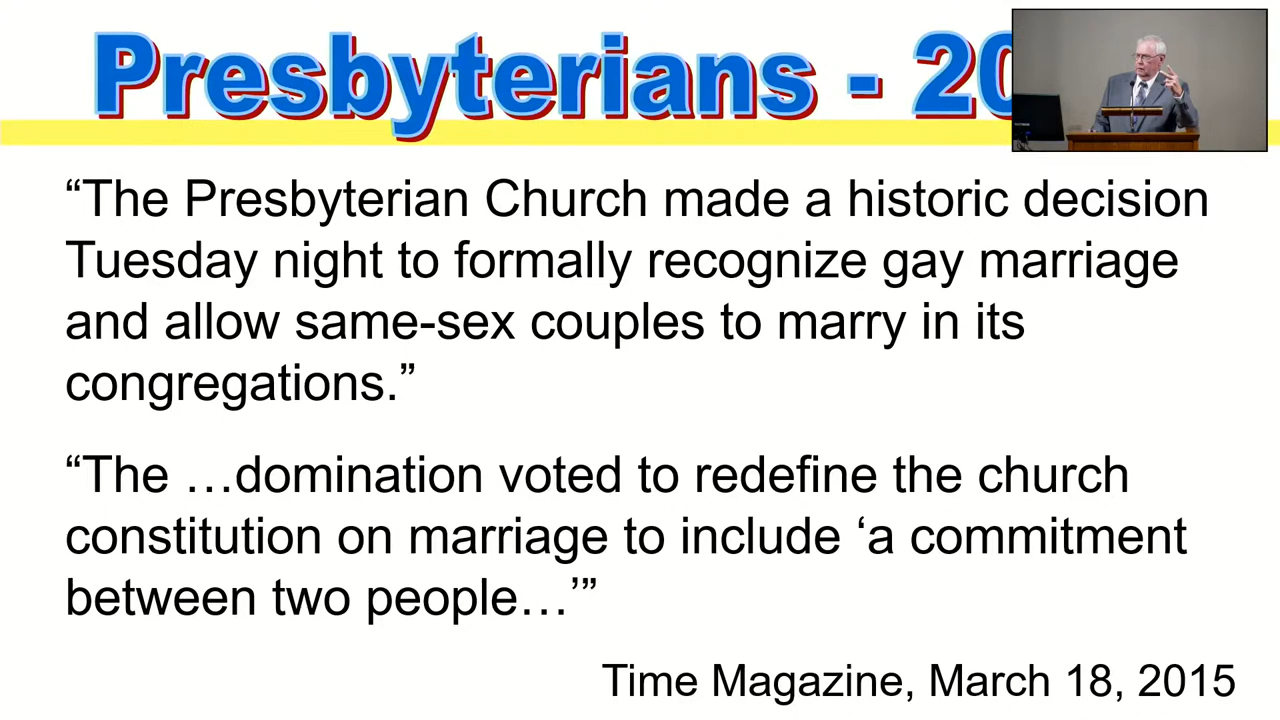 Presbyterians - 20
“The Presbyterian Church made a historic decision
Tuesday night to formally recognize gay marriage
and allow same-sex couples to marry in its
congregations.”
“The …domination voted to redefine the church
constitution on marriage to include ‘a commitment
between two people…’”
Time Magazine, March 18, 2015